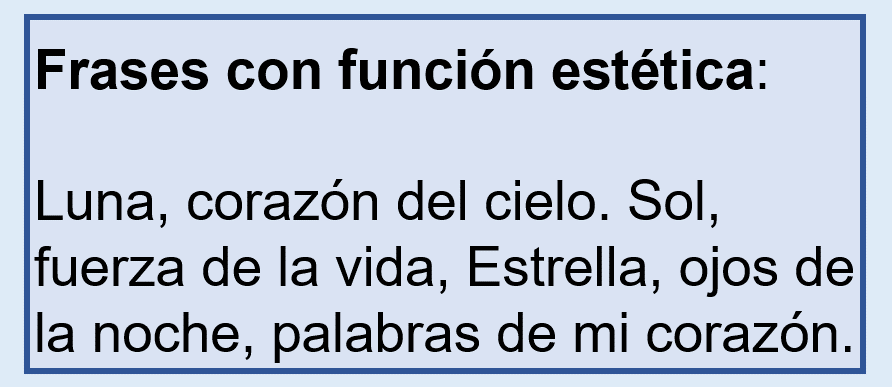 Frases con función estética:
Luna, corazón del cielo. Sol,
fuerza de la vida, Estrella, ojos de
la noche, palabras de mi corazón.